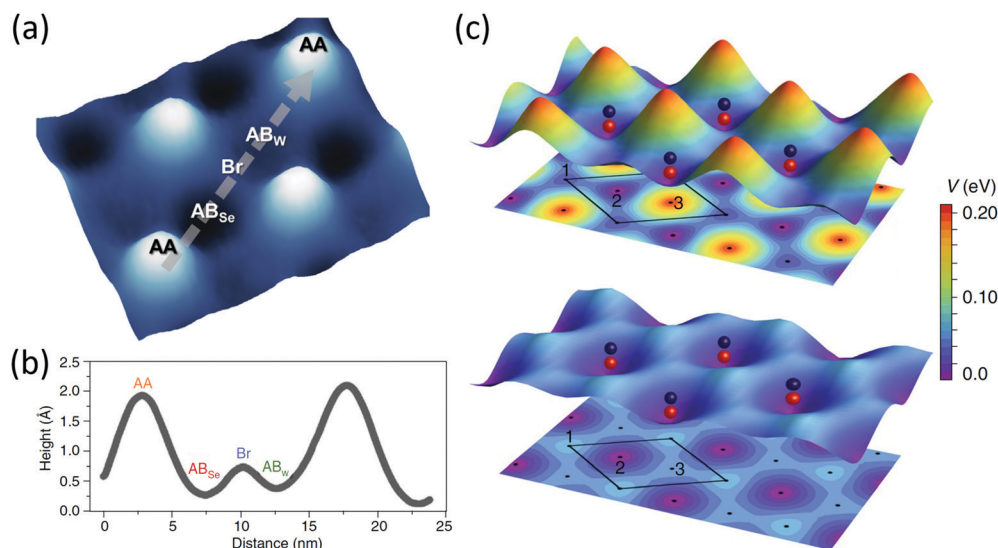 (a)
AA
AB_W
Br
AB_Se
AA
(b)
2.5
2.0
1.5
1.0
0.5
0.0
Height (Å)
AA
AB_Se
Br
AB_W
0
5
10
15
20
25
Distance (nm)
(c)
1
2
3
V (eV)
0.20
0.10
0.0
1
2
3